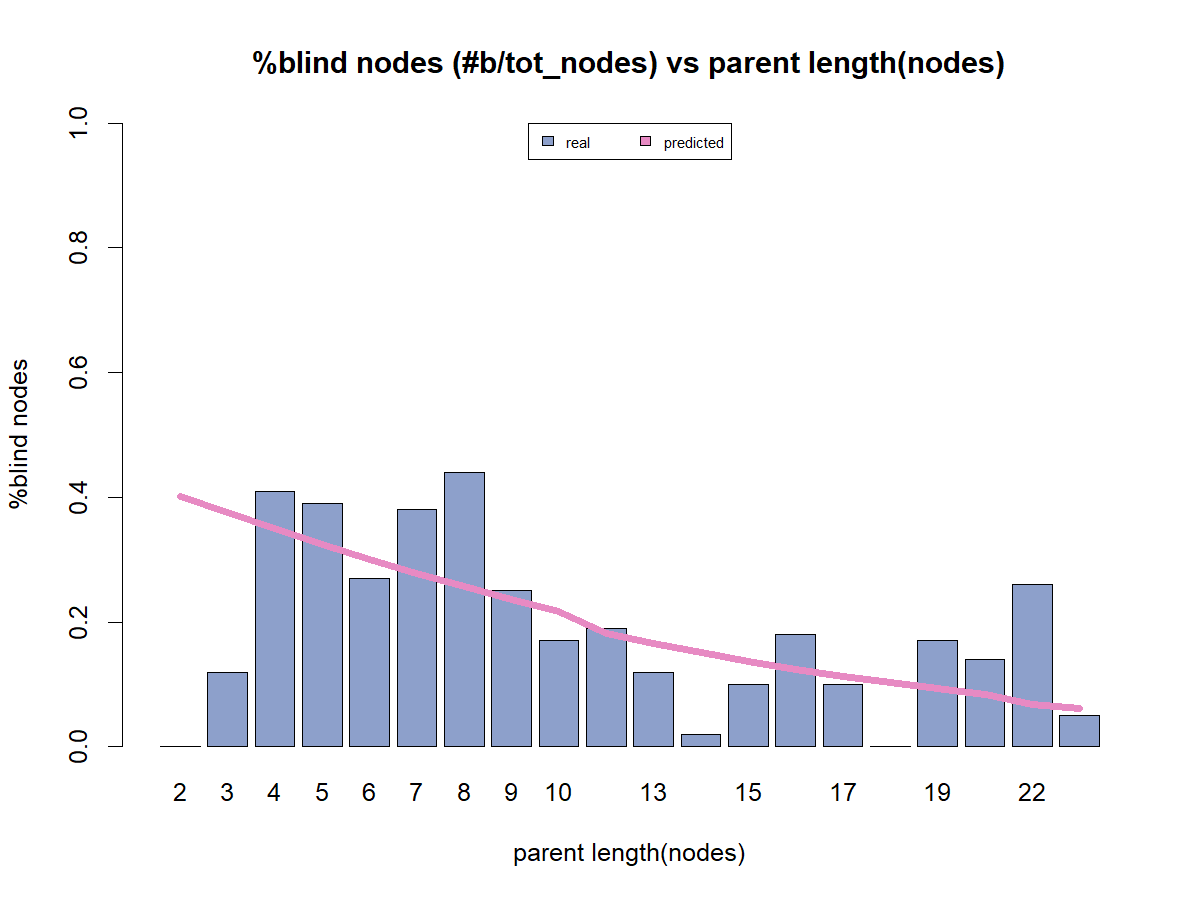 %blind nodes (#b/tot_nodes) vs parent length(nodes)
real predicted
%blind nodes
1.0
0.8
0.6
0.4
0.2
0.0
2 3 4 5 6 7 8 9 10 13 15 17 19 22
parent length(nodes)